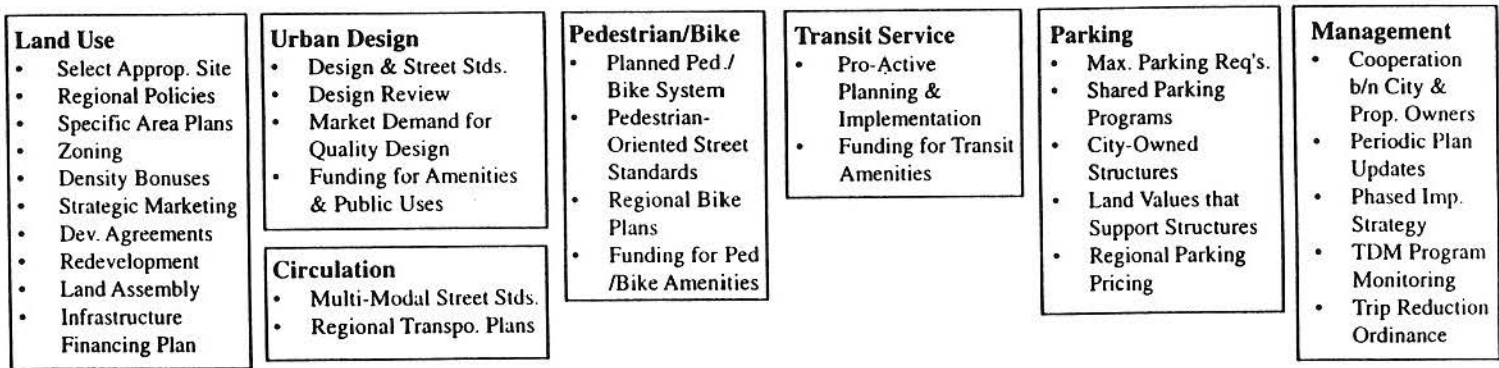 Land Use
• Select Approp. Site
• Regional Policies
• Specific Area Plans
• Zoning
• Density Bonuses
• Strategic Marketing
• Dev. Agreements
• Redevelopment
• Land Assembly
• Infrastructure
Financing Plan
Urban Design
• Design & Street Stds.
• Design Review
• Market Demand for
Quality Design
• Funding for Amenities
& Public Uses
Circulation
• Multi-Modal Street Stds.
• Regional Transpo. Plans
Pedestrian/Bike
• Planned Ped./
Bike System
• Pedestrian-
Oriented Street
Standards
• Regional Bike
Plans
• Funding for Ped
/Bike Amenities
Transit Service
• Pro-Active
Planning &
Implementation
• Funding for Transit
Amenities
Parking
• Max. Parking Req's.
• Shared Parking
Programs
• City-Owned
Structures
• Land Values that
Support Structures
• Regional Parking
Pricing
Management
• Cooperation
b/n City &
Prop. Owners
• Periodic Plan
Updates
• Phased Imp.
Strategy
• TDM Program
Monitoring
• Trip Reduction
Ordinance